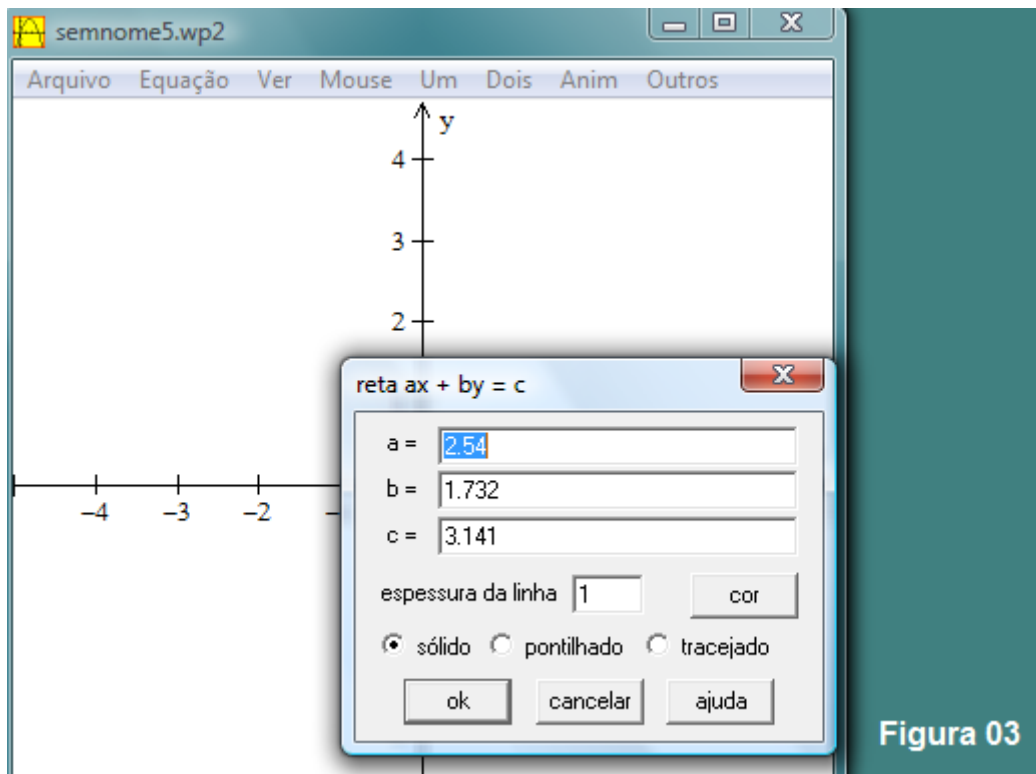 semnome5.wp2
Arquivo Equação Ver Mouse Um Dois Anim Outros
y
4
3
2
–4 –3 –2
reta ax + by = c
a = 2.54
b = 1.732
c = 3.141
espessura da linha 1 cor
sólido pontilhado tracejado
ok cancelar ajuda
Figura 03